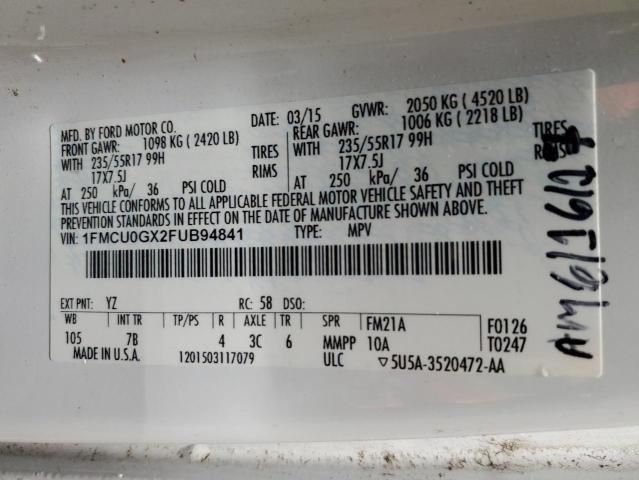 MFD. BY FORD MOTOR CO.
DATE: 03/15 GVWR: 2050 KG ( 4520 LB)
FRONT GAWR: 1098 KG ( 2420 LB)
REAR GAWR: 1006 KG ( 2218 LB)
WITH 235/55R17 99H TIRES
WITH 235/55R17 99H TIRES
17X7.5J RIMS
17X7.5J
AT 250 kPa/ 36 PSI COLD
AT 250 kPa/ 36 PSI COLD
THIS VEHICLE CONFORMS TO ALL APPLICABLE FEDERAL MOTOR VEHICLE SAFETY AND THEFT
PREVENTION STANDARDS IN EFFECT ON THE DATE OF MANUFACTURE SHOWN ABOVE.
VIN: 1FMCU0GX2FUB94841 TYPE: MPV
EXT PNT: YZ RC: 58 DSO:
WB INT TR TP/PS R AXLE TR SPR FM21A F0126
105 7B 4 3C 6 MMPP 10A T0247
MADE IN U.S.A. 1201503117079 ULC 5U5A-3520472-AA